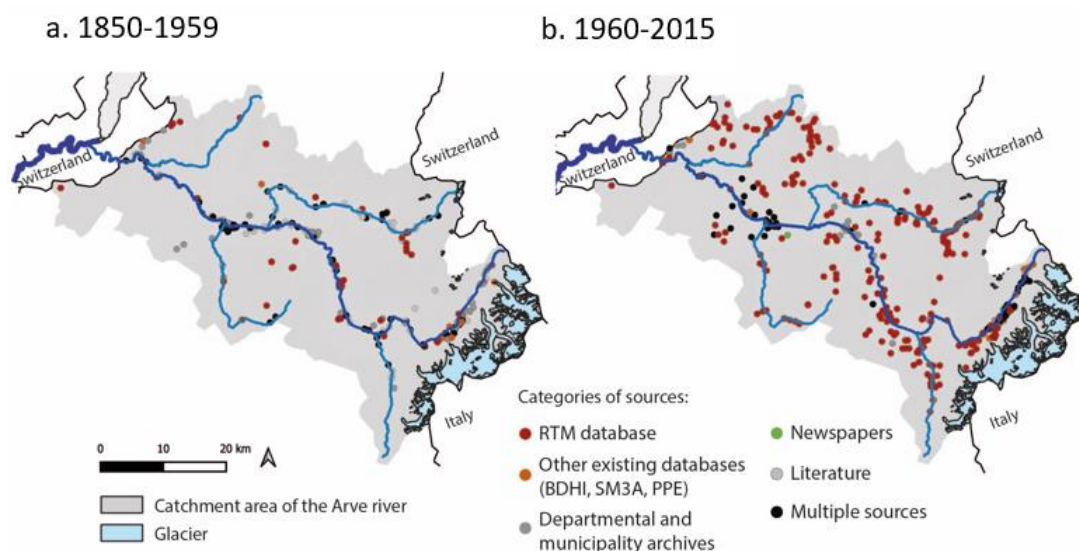 a. 1850-1959
b. 1960-2015
Switzerland
Switzerland
witzerland
Switzerland
Italy
Italy
0 10 20 km
Catchment area of the Arve river
Glacier
Categories of sources:
RTM database
Other existing databases
(BDHI, SM3A, PPE)
Departmental and
municipality archives
Newspapers
Literature
Multiple sources